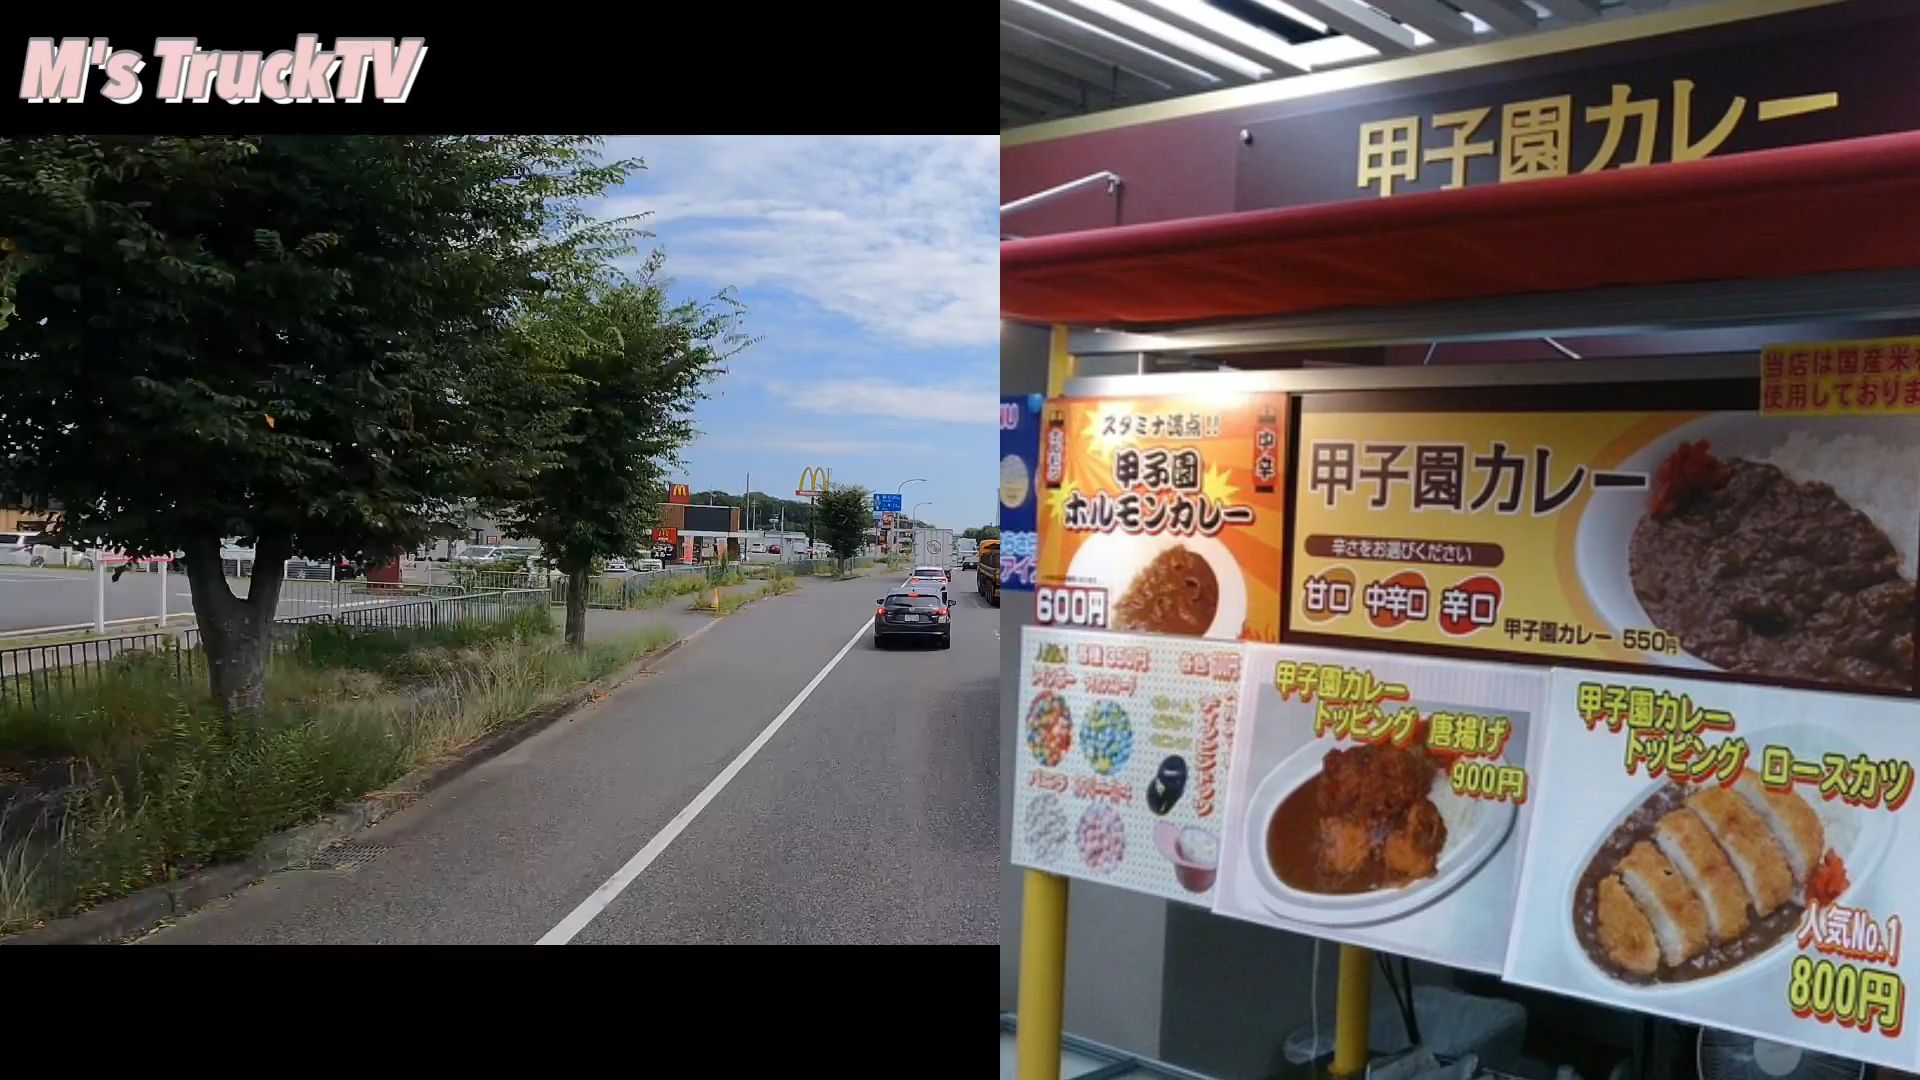 M's TruckTV
甲子園カレー
当店は国産米
使用しており
スタミナ満点!!
中辛
甲子園
ホルモンカレー
600円
甲子園カレー
辛さをお選びください
甘口 中辛口 辛口
甲子園カレー 550円
各種 350円
甲子園カレー
トッピング 唐揚げ
900円
甲子園カレー
トッピング ロースカツ
人気No.1
800円